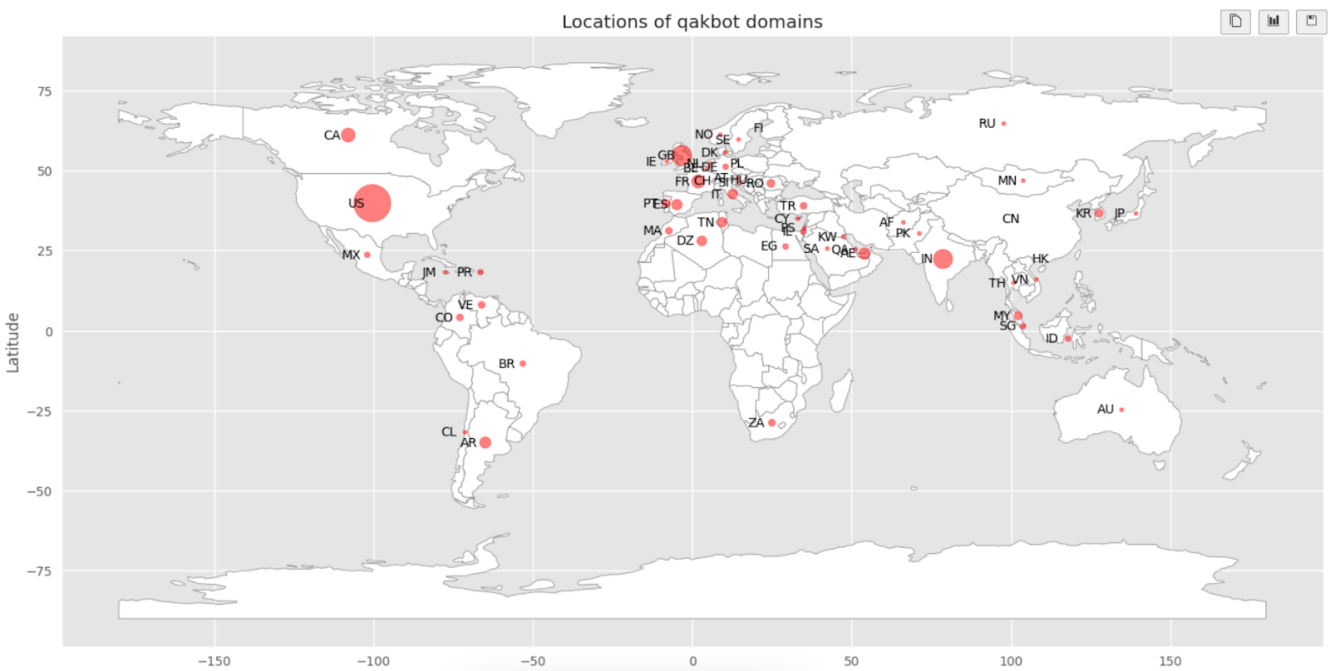 Locations of qakbot domains
75
50
25
0
−25
−50
−75
Latitude
−150
−100
−50
0
50
100
150
CA
US
MX
JM
PR
VE
CO
BR
CL
AR
NO
SE
FI
RU
IE
GB
DK
NL
BE
DE
PL
FR
CH
AT
SI
HU
RO
IT
PT
ES
TR
CY
PS
IL
MA
DZ
TN
EG
SA
KW
QA
AE
AF
PK
IN
MN
CN
KR
JP
HK
TH
VN
MY
SG
ID
AU
ZA